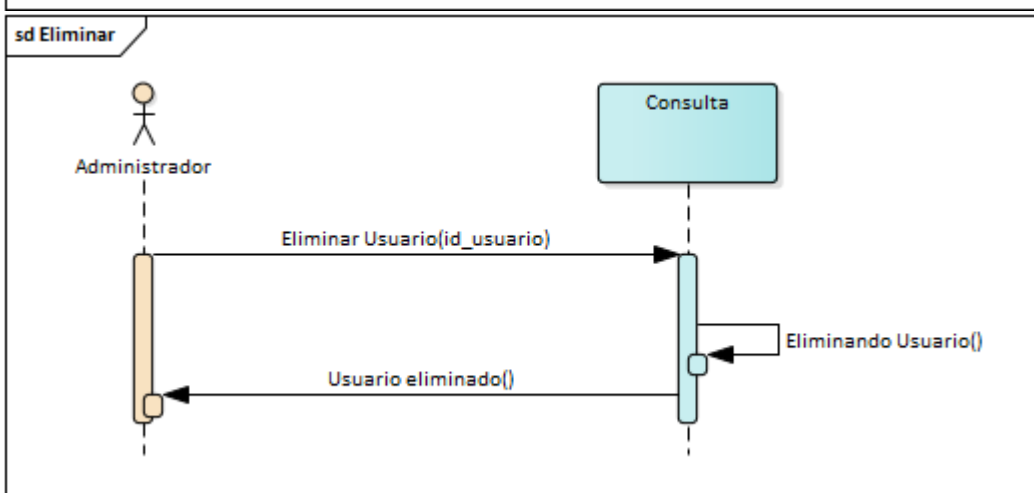 sd Eliminar
Consulta
Administrador
Eliminar Usuario(id_usuario)
Eliminando Usuario()
Usuario eliminado()